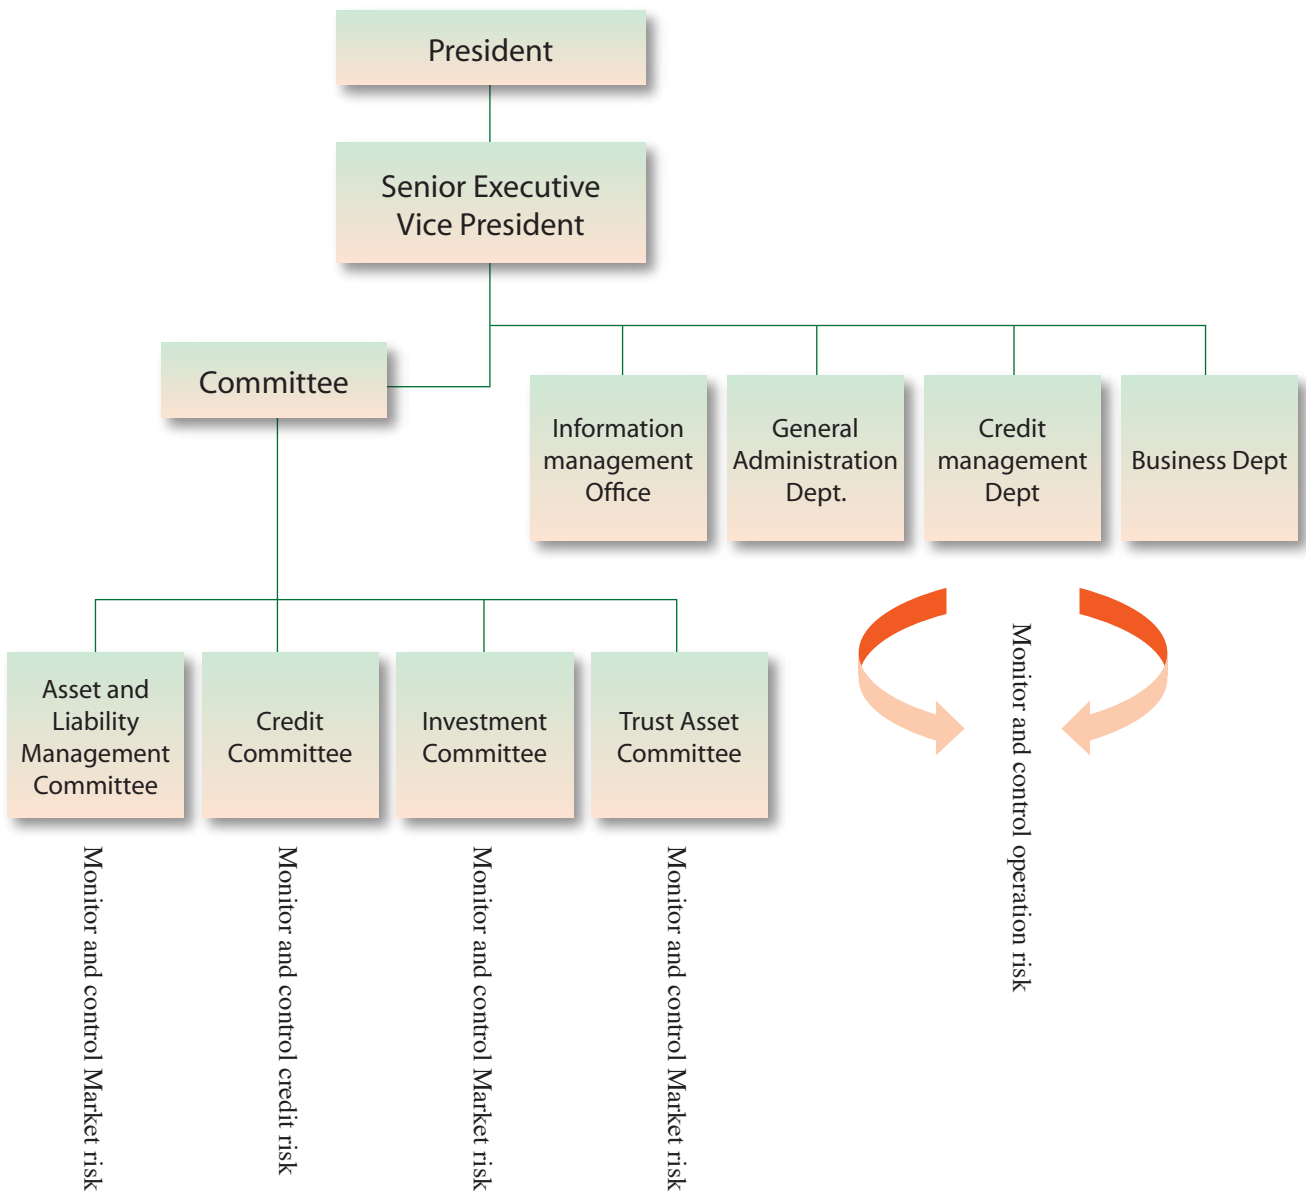 President
Senior Executive
Vice President
Committee
Information
management
Office
General
Administration
Dept.
Credit
management
Dept
Business Dept
Asset and
Liability
Management
Committee
Credit
Committee
Investment
Committee
Trust Asset
Committee
Monitor and control operation risk
Monitor and control Market risk
Monitor and control credit risk
Monitor and control Market risk
Monitor and control Market risk